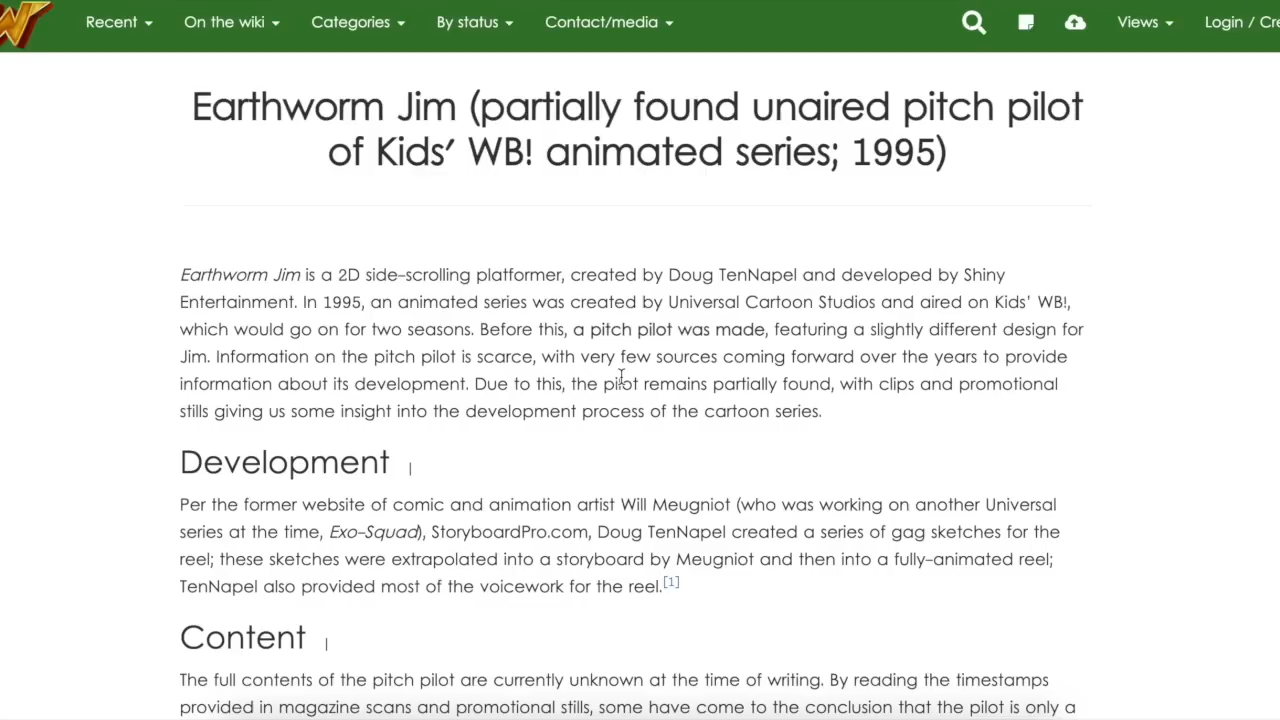 W Recent On the wiki Categories By status Contact/media Views Login / Cre
Earthworm Jim (partially found unaired pitch pilot
of Kids' WB! animated series; 1995)
Earthworm Jim is a 2D side-scrolling platformer, created by Doug TenNapel and developed by Shiny
Entertainment. In 1995, an animated series was created by Universal Cartoon Studios and aired on Kids' WB!,
which would go on for two seasons. Before this, a pitch pilot was made, featuring a slightly different design for
Jim. Information on the pitch pilot is scarce, with very few sources coming forward over the years to provide
information about its development. Due to this, the pilot remains partially found, with clips and promotional
stills giving us some insight into the development process of the cartoon series.
Development |
Per the former website of comic and animation artist Will Meugniot (who was working on another Universal
series at the time, Exo-Squad), StoryboardPro.com, Doug TenNapel created a series of gag sketches for the
reel; these sketches were extrapolated into a storyboard by Meugniot and then into a fully-animated reel;
TenNapel also provided most of the voicework for the reel.[1]
Content |
The full contents of the pitch pilot are currently unknown at the time of writing. By reading the timestamps
provided in magazine scans and promotional stills, some have come to the conclusion that the pilot is only a